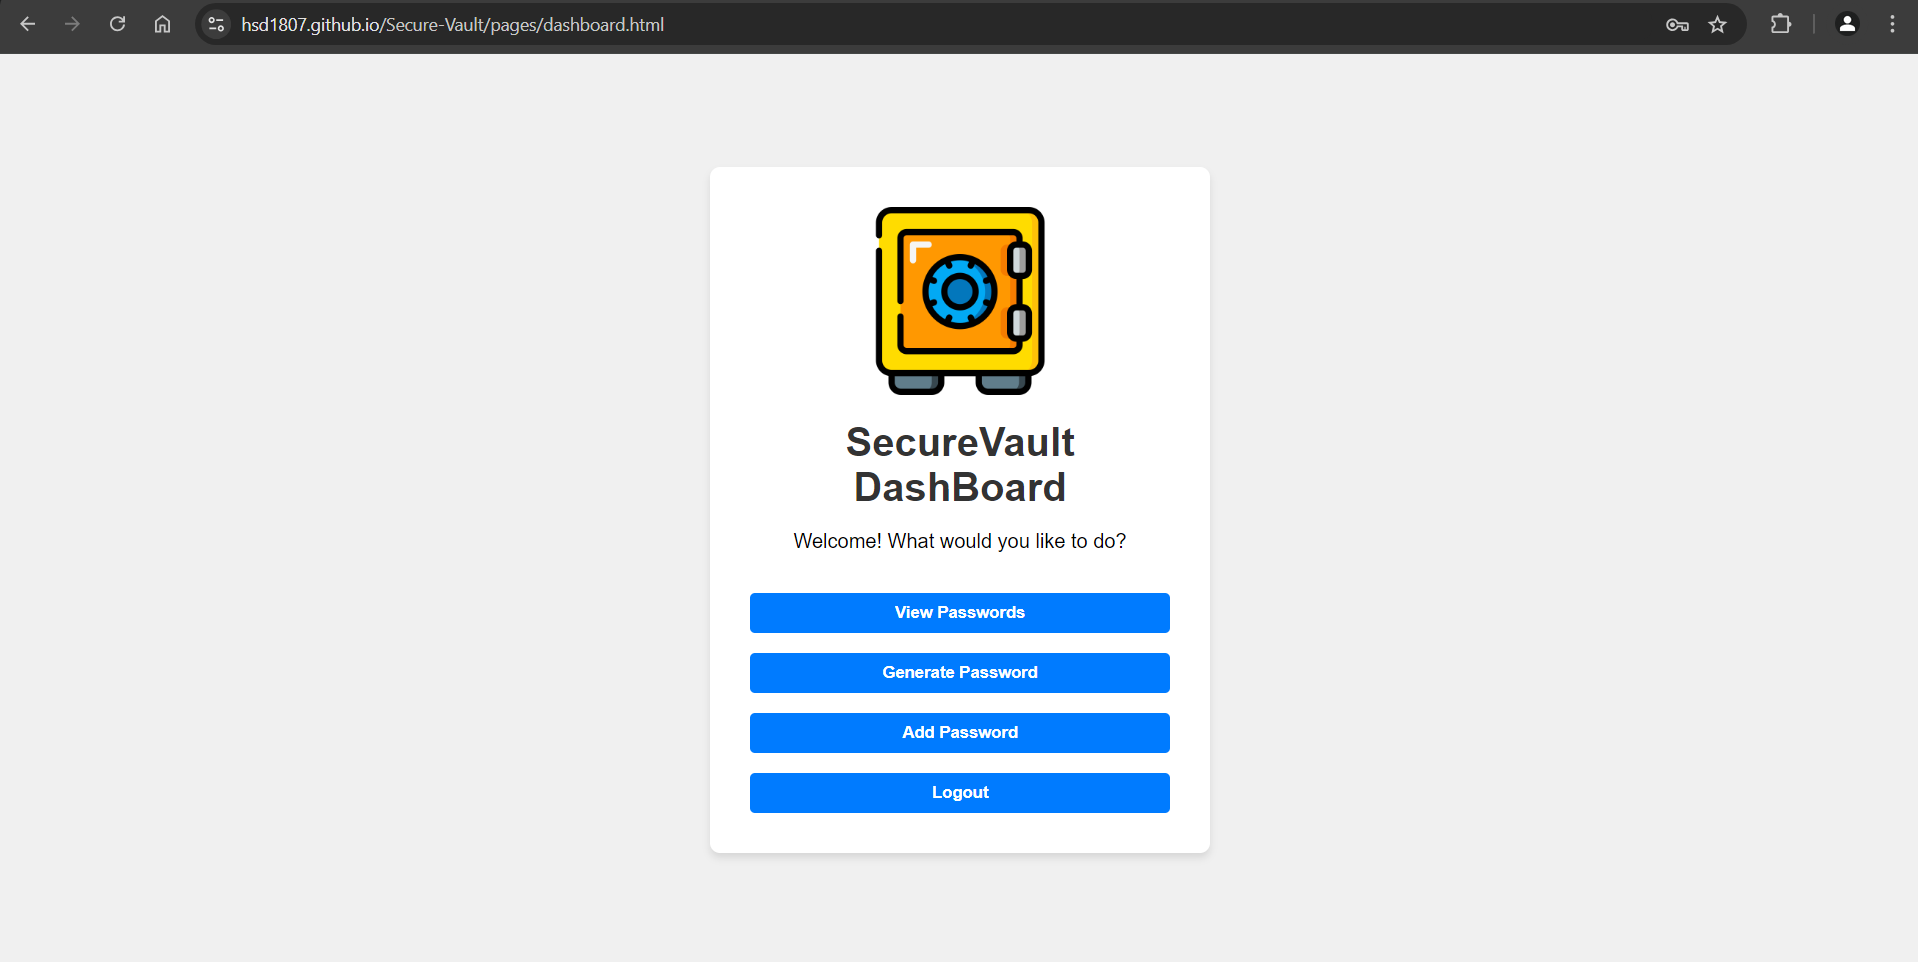 hsd1807.github.io/Secure-Vault/pages/dashboard.html
SecureVault
DashBoard
Welcome! What would you like to do?
View Passwords
Generate Password
Add Password
Logout